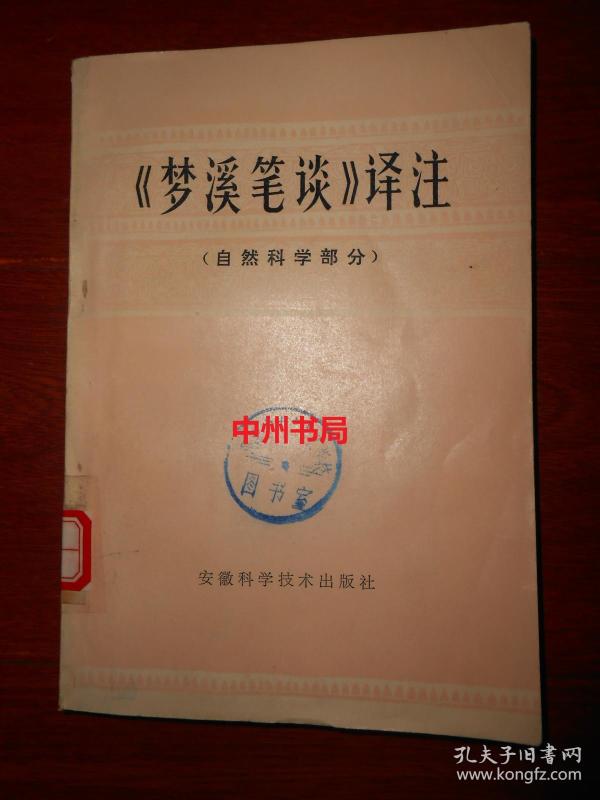 《梦溪笔谈》译注
（自然科学部分）
中州书局
图书室
安徽科学技术出版社
孔夫子旧书网
www.kongfz.com